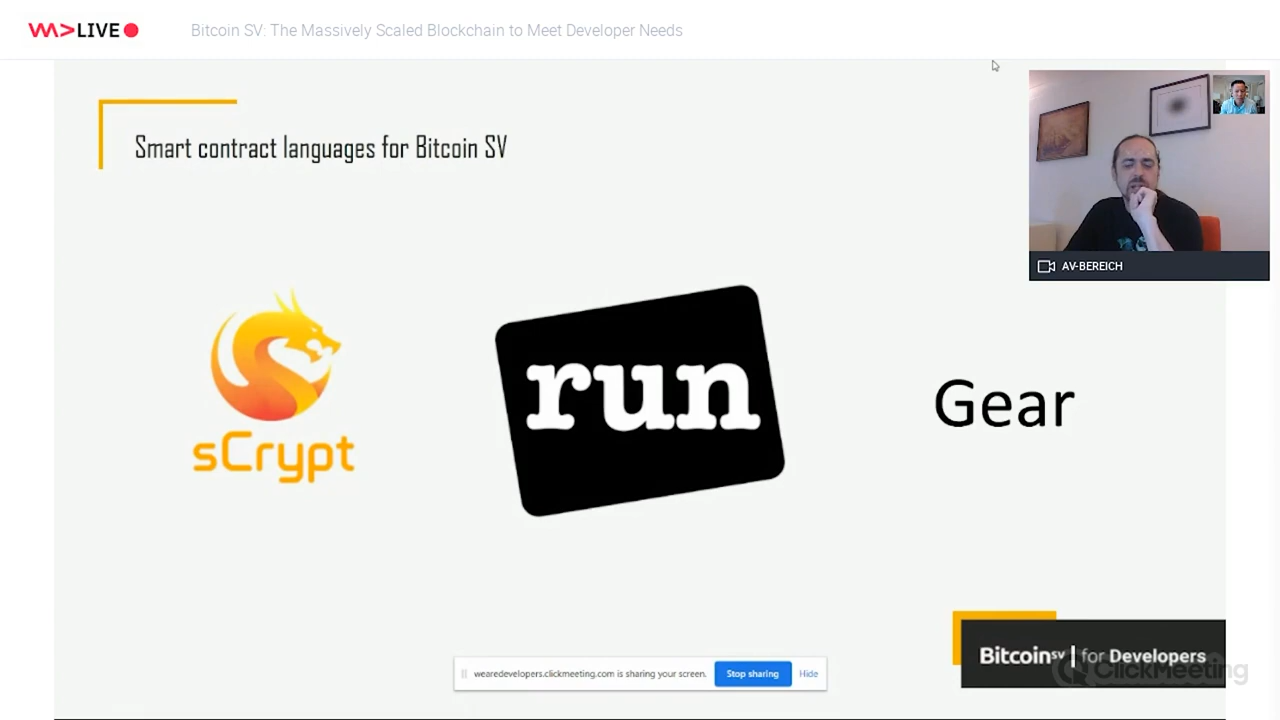 WA>LIVE
Bitcoin SV: The Massively Scaled Blockchain to Meet Developer Needs
Smart contract languages for Bitcoin SV
AV-BEREICH
sCrypt
run
Gear
Bitcoin SV | for Developers
ClickMeeting
wearedevelopers.clickmeeting.com is sharing your screen.
Stop sharing
Hide